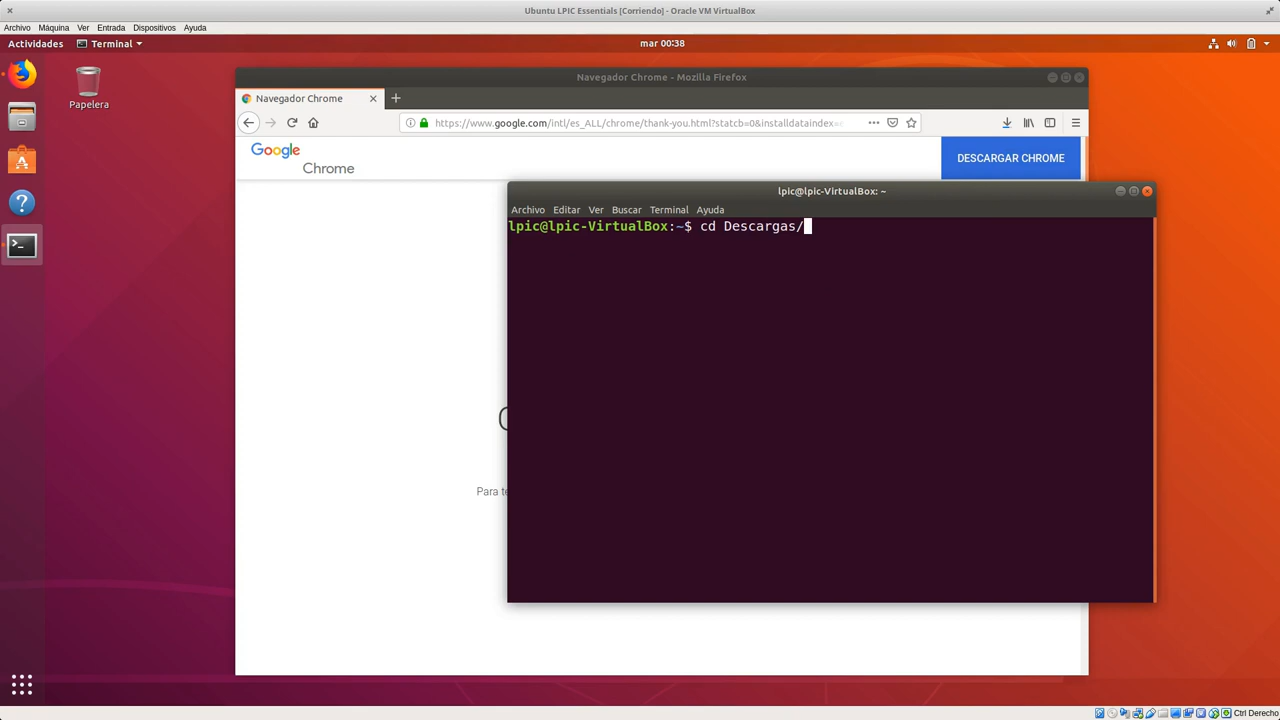 Ubuntu LPIC Essentials [Corriendo] - Oracle VM VirtualBox
Archivo Máquina Ver Entrada Dispositivos Ayuda
Actividades Terminal mar 00:38
Papelera
Navegador Chrome - Mozilla Firefox
Navegador Chrome
https://www.google.com/intl/es_ALL/chrome/thank-you.html?statcb=0&installdataindex=
Google
Chrome
DESCARGAR CHROME
lpic@lpic-VirtualBox: ~
Archivo Editar Ver Buscar Terminal Ayuda
lpic@lpic-VirtualBox:~$ cd Descargas/
Para
Ctrl Derecho